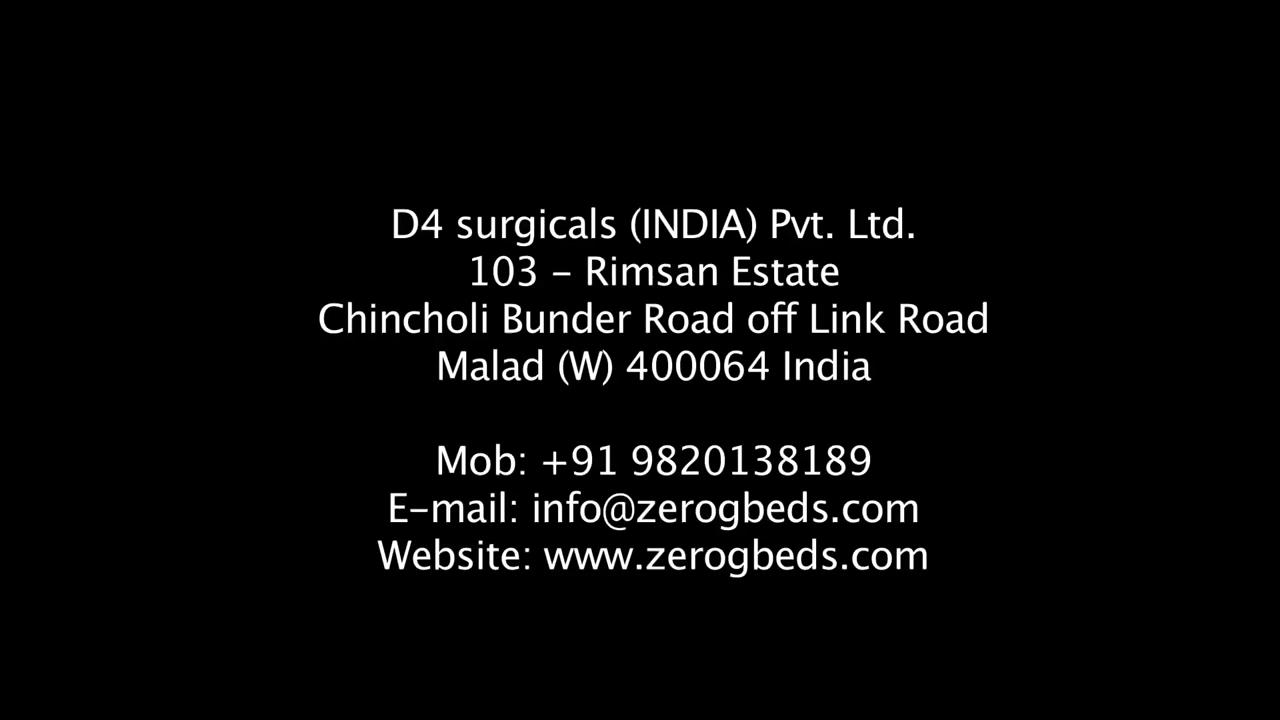 D4 surgicals (INDIA) Pvt. Ltd.
103 - Rimsan Estate
Chincholi Bunder Road off Link Road
Malad (W) 400064 India
Mob: +91 9820138189
E-mail: info@zerogbeds.com
Website: www.zerogbeds.com